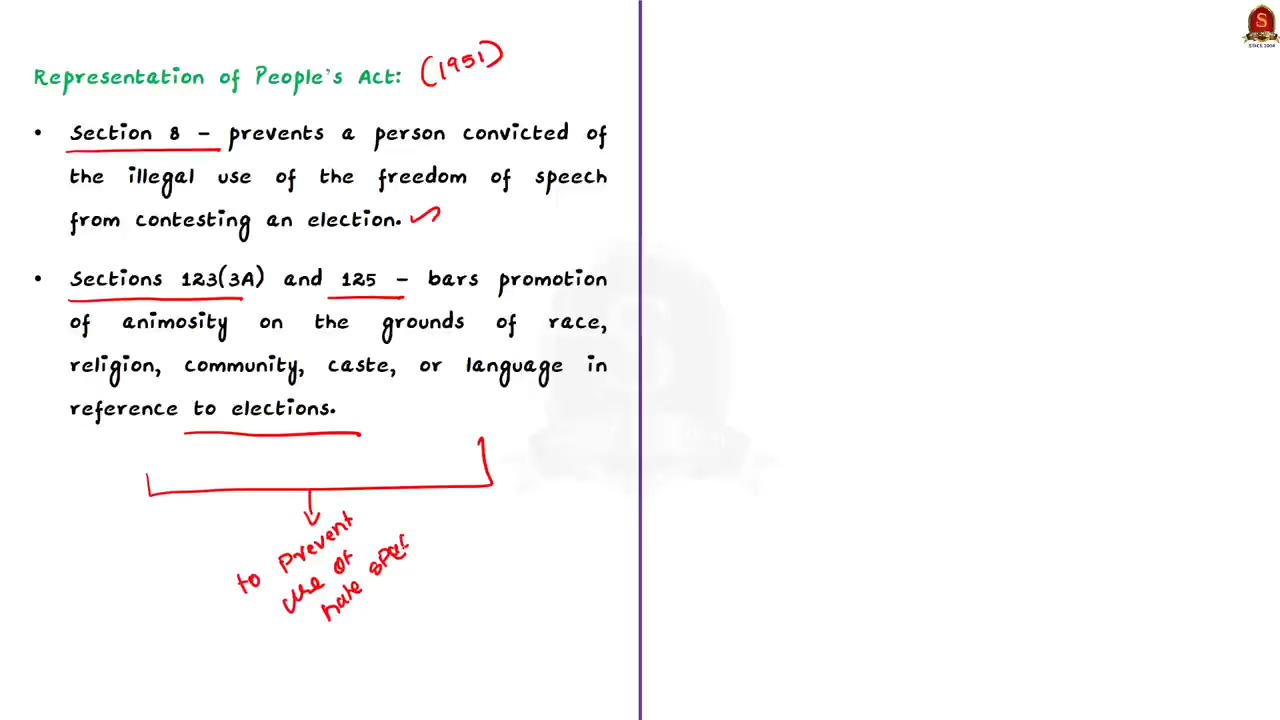 Representation of People's Act: (1951)
• Section 8 - prevents a person convicted of
the illegal use of the freedom of speech
from contesting an election.
• Sections 123(3A) and 125 - bars promotion
of animosity on the grounds of race,
religion, community, caste, or language in
reference to elections.
to prevent
use of
hate
S
SINCE 2004